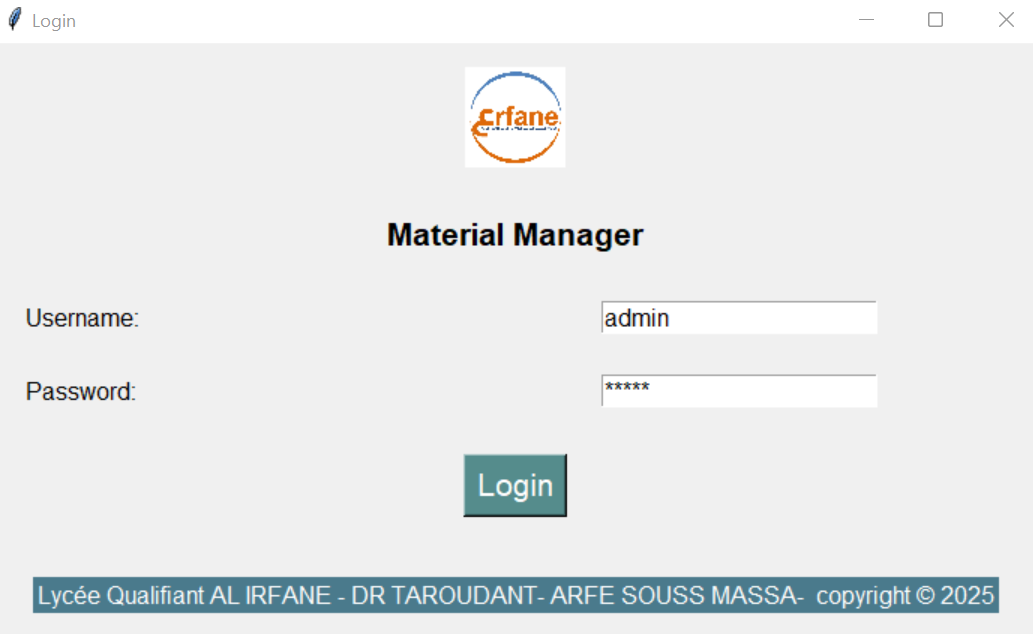 Login
Erfane
Material Manager
Username:
admin
Password:
*****
Login
Lycée Qualifiant AL IRFANE - DR TAROUDANT- ARFE SOUSS MASSA-  copyright © 2025